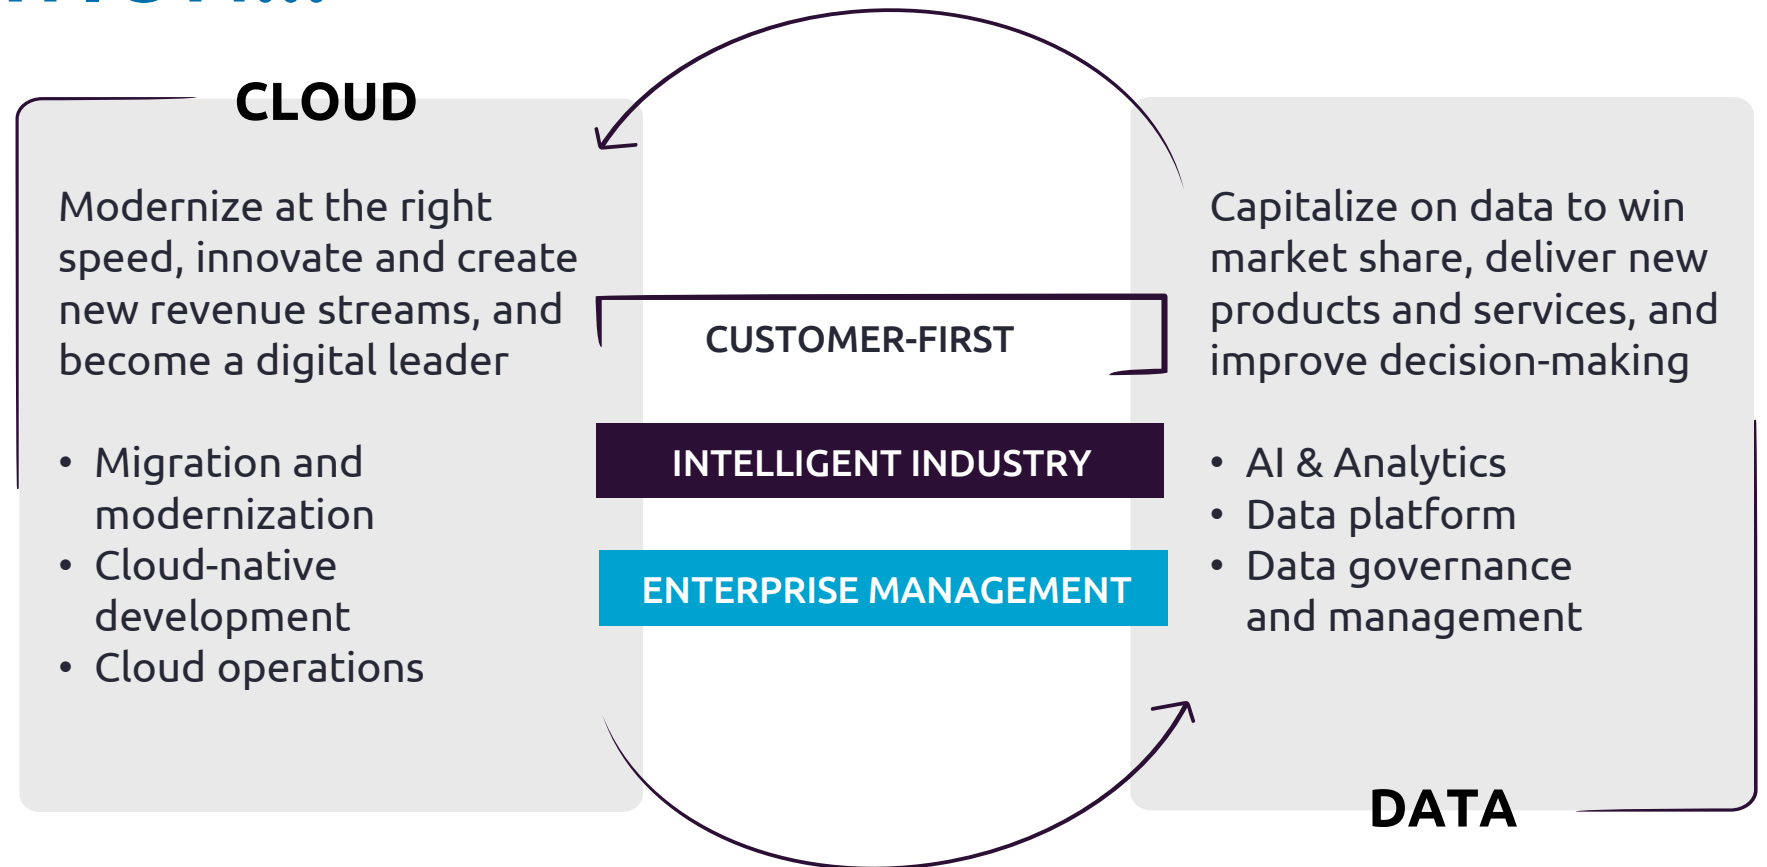 CLOUD
Modernize at the right
speed, innovate and create
new revenue streams, and
become a digital leader
• Migration and
modernization
• Cloud-native
development
• Cloud operations
CUSTOMER-FIRST
INTELLIGENT INDUSTRY
ENTERPRISE MANAGEMENT
Capitalize on data to win
market share, deliver new
products and services, and
improve decision-making
• AI & Analytics
• Data platform
• Data governance
and management
DATA